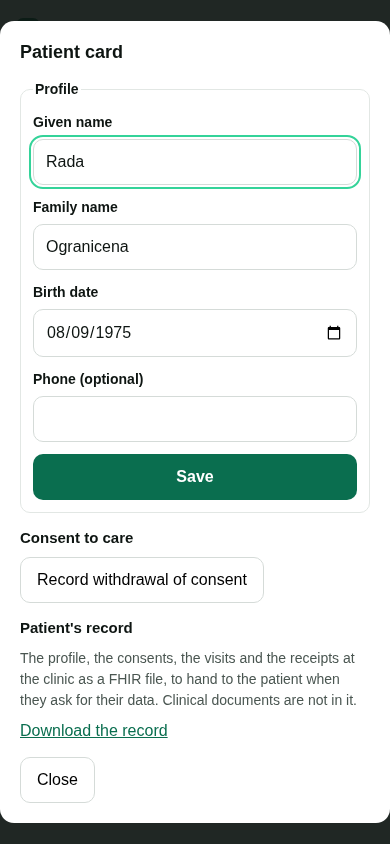 Patient card
Profile
Given name
Rada
Family name
Ogranicena
Birth date
08/09/1975
Phone (optional)
Save
Consent to care
Record withdrawal of consent
Patient's record
The profile, the consents, the visits and the receipts at
the clinic as a FHIR file, to hand to the patient when
they ask for their data. Clinical documents are not in it.
Download the record
Close